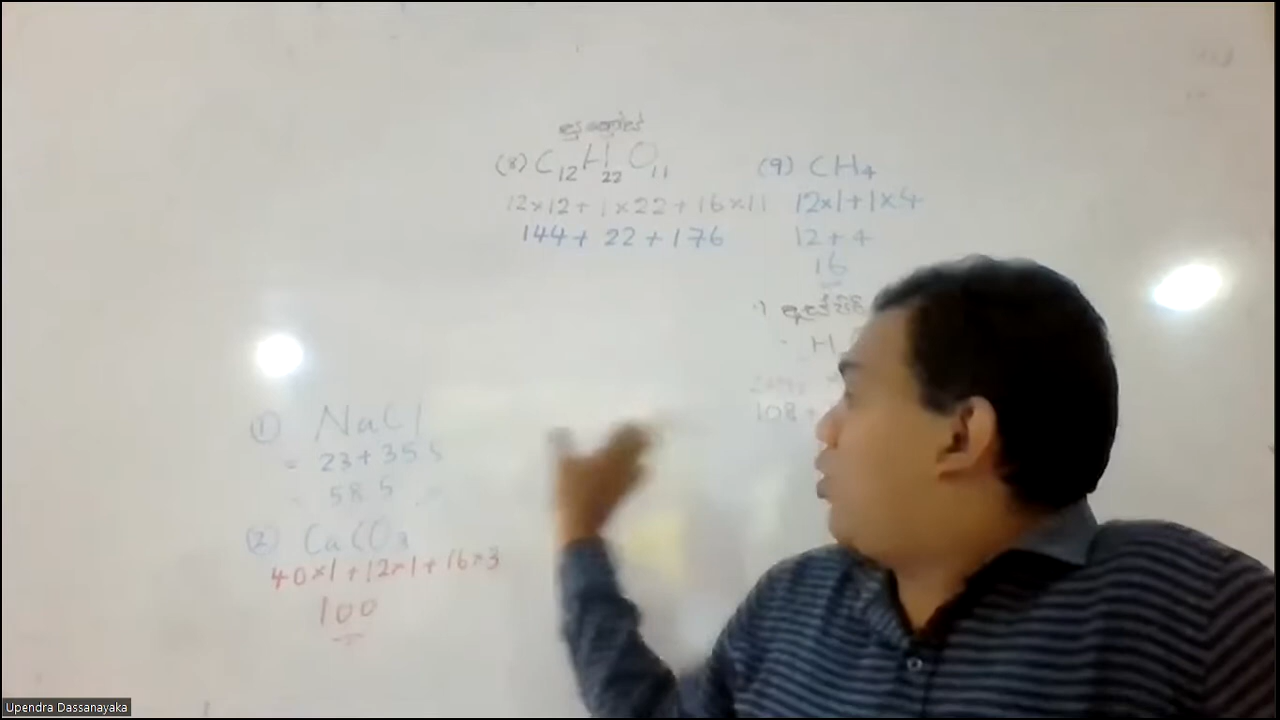 (8) C12H22O11
12×12+1×22+16×11
144+22+176
(9) CH4
12×1+1×4
12+4
16
H
108+
① NaCl
= 23+35.5
58.5
② CaCO3
40×1+12×1+16×3
100
Upendra Dassanayaka